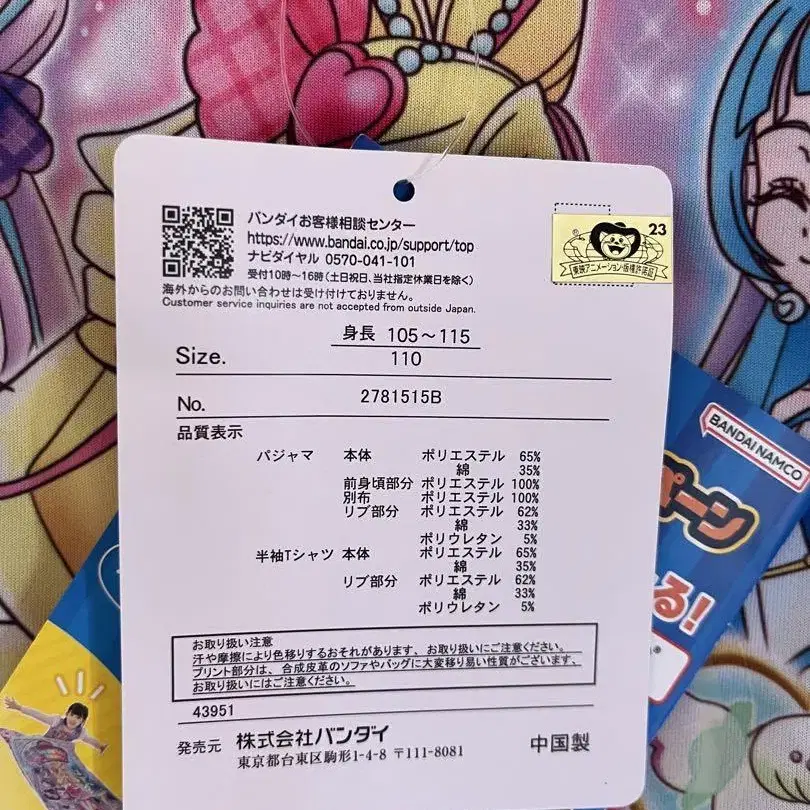 バンダイお客様相談センター
https://www.bandai.co.jp/support/top
ナビダイヤル 0570-041-101
受付10時～16時(土日祝日、当社指定休業日を除く)
海外からのお問い合わせは受け付けておりません。
Customer service inquiries are not accepted from outside Japan.
23
東映アニメーション・版権許諾証
身長 105～115
Size. 110
No. 2781515B
品質表示
パジャマ 本体 ポリエステル 65%
綿 35%
前身頃部分 ポリエステル 100%
別布 ポリエステル 100%
リブ部分 ポリエステル 62%
綿 33%
ポリウレタン 5%
半袖Tシャツ 本体 ポリエステル 65%
綿 35%
リブ部分 ポリエステル 62%
綿 33%
ポリウレタン 5%
お取り扱い注意
汗や摩擦により色移りするおそれがあります、お取り扱いにご注意ください。
プリント部分は、合成皮革のソファやバッグに大変移り易い性質がございます、
お取り扱いにはご注意ください。
43951
発売元 株式会社バンダイ
東京都台東区駒形1-4-8 〒111-8081
中国製
BANDAI NAMCO
ペーン
る!